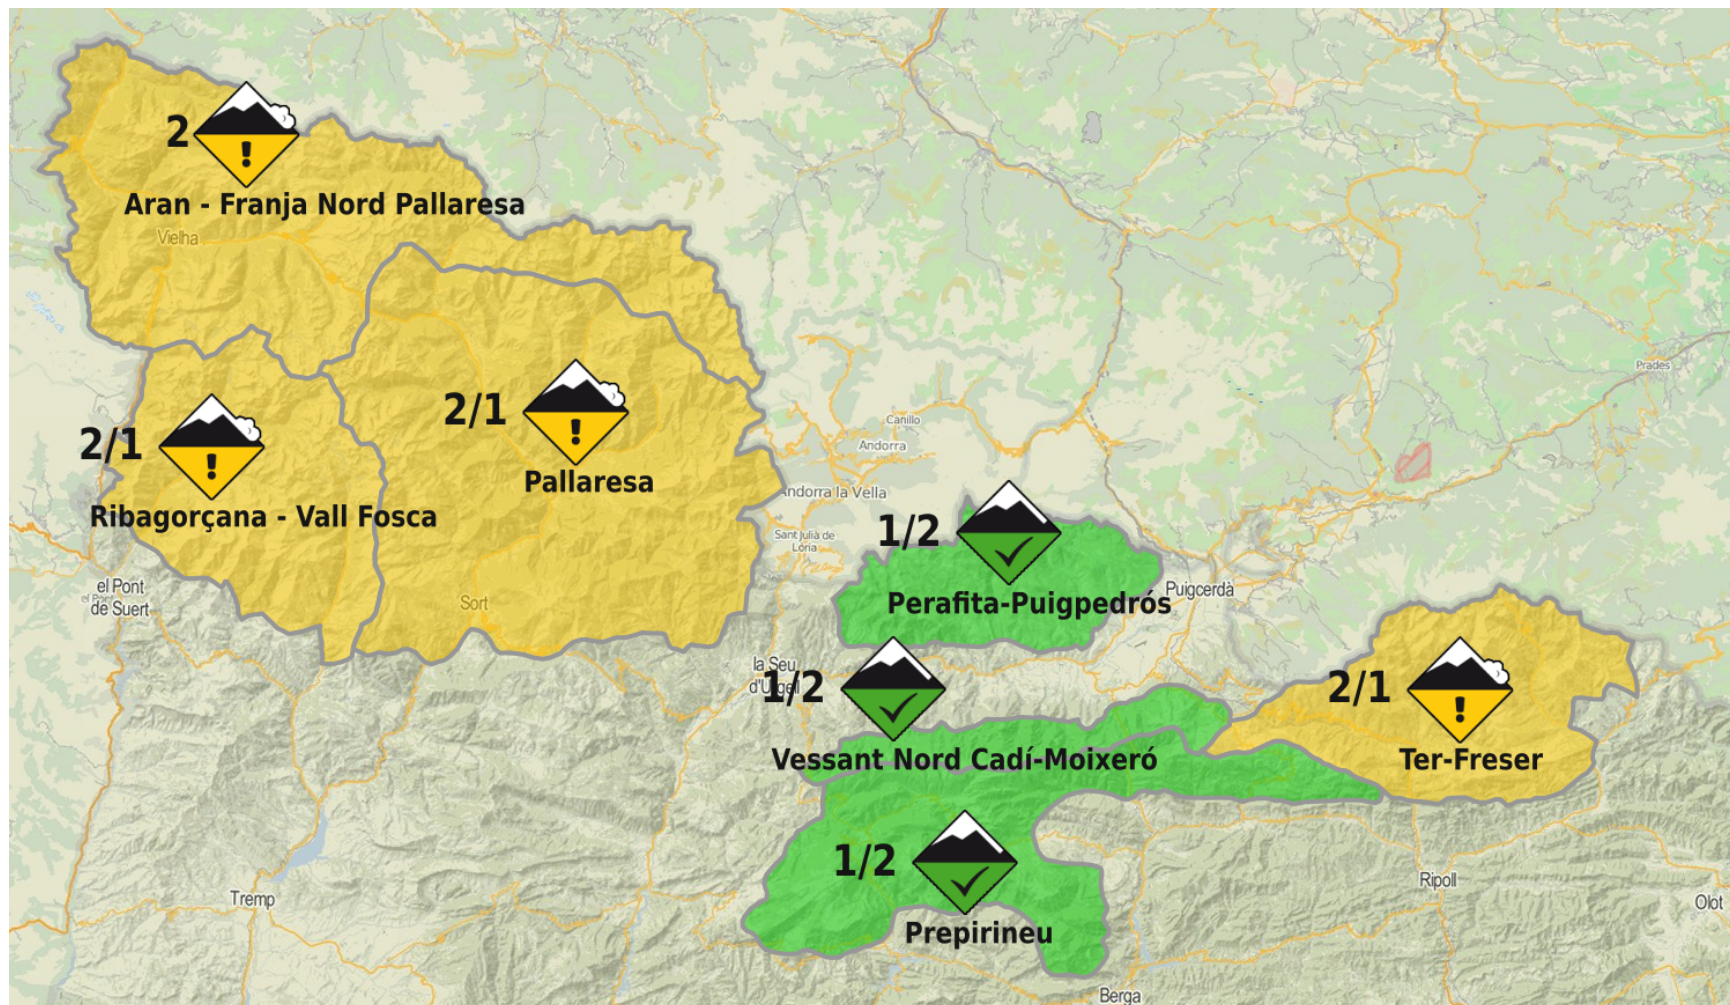 2
Aran - Franja Nord Pallaresa
Vielha
2/1
Pallaresa
2/1
Ribagorçana - Vall Fosca
Prades
Canillo
Andorra
Andorra la Vella
Sant Julià de
Lòria
1/2
Perafita-Puigpedrós
Puigcerdà
el Pont
de Suert
Sort
la Seu
d'Urgell
1/2
Vessant Nord Cadí-Moixeró
2/1
Ter-Freser
1/2
Prepirineu
Tremp
Ripoll
Olot
Berga